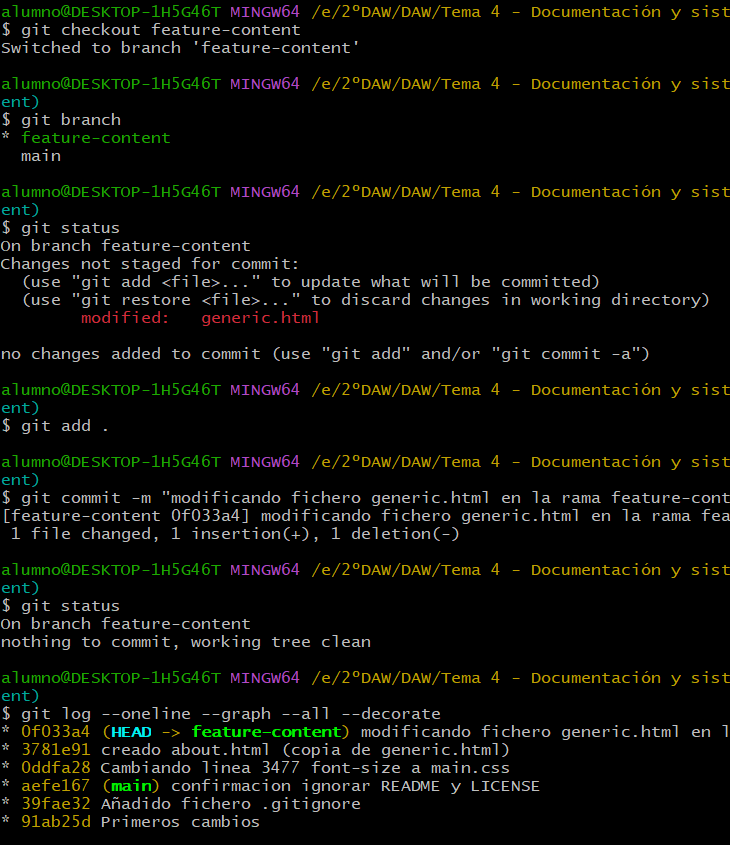 alumno@DESKTOP-1H5G46T MINGW64 /e/2ºDAW/DAW/Tema 4 - Documentación y sist
$ git checkout feature-content
Switched to branch 'feature-content'
alumno@DESKTOP-1H5G46T MINGW64 /e/2ºDAW/DAW/Tema 4 - Documentación y sist
ent)
$ git branch
* feature-content
  main
alumno@DESKTOP-1H5G46T MINGW64 /e/2ºDAW/DAW/Tema 4 - Documentación y sist
ent)
$ git status
On branch feature-content
Changes not staged for commit:
  (use "git add <file>..." to update what will be committed)
  (use "git restore <file>..." to discard changes in working directory)
        modified:   generic.html
no changes added to commit (use "git add" and/or "git commit -a")
alumno@DESKTOP-1H5G46T MINGW64 /e/2ºDAW/DAW/Tema 4 - Documentación y sist
ent)
$ git add .
alumno@DESKTOP-1H5G46T MINGW64 /e/2ºDAW/DAW/Tema 4 - Documentación y sist
ent)
$ git commit -m "modificando fichero generic.html en la rama feature-cont
[feature-content 0f033a4] modificando fichero generic.html en la rama fea
 1 file changed, 1 insertion(+), 1 deletion(-)
alumno@DESKTOP-1H5G46T MINGW64 /e/2ºDAW/DAW/Tema 4 - Documentación y sist
ent)
$ git status
On branch feature-content
nothing to commit, working tree clean
alumno@DESKTOP-1H5G46T MINGW64 /e/2ºDAW/DAW/Tema 4 - Documentación y sist
ent)
$ git log --oneline --graph --all --decorate
* 0f033a4 (HEAD -> feature-content) modificando fichero generic.html en l
* 3781e91 creado about.html (copia de generic.html)
* 0ddfa28 Cambiando linea 3477 font-size a main.css
* aefe167 (main) confirmacion ignorar README y LICENSE
* 39fae32 Añadido fichero .gitignore
* 91ab25d Primeros cambios